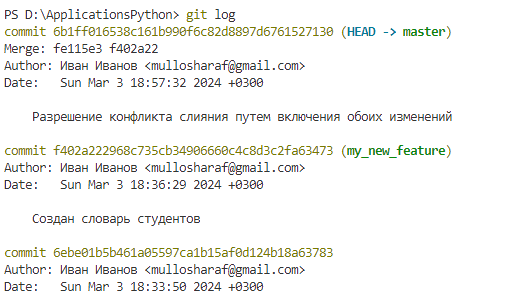 PS D:\ApplicationsPython> git log
commit 6b1ff016538c161b990f6c82d8897d6761527130 (HEAD -> master)
Merge: fe115e3 f402a22
Author: Иван Иванов <mullosharaf@gmail.com>
Date:   Sun Mar 3 18:57:32 2024 +0300
Разрешение конфликта слияния путем включения обоих изменений
commit f402a222968c735cb34906660c4c8d3c2fa63473 (my_new_feature)
Author: Иван Иванов <mullosharaf@gmail.com>
Date:   Sun Mar 3 18:36:29 2024 +0300
Создан словарь студентов
commit 6ebe01b5b461a05597ca1b15af0d124b18a63783
Author: Иван Иванов <mullosharaf@gmail.com>
Date:   Sun Mar 3 18:33:50 2024 +0300